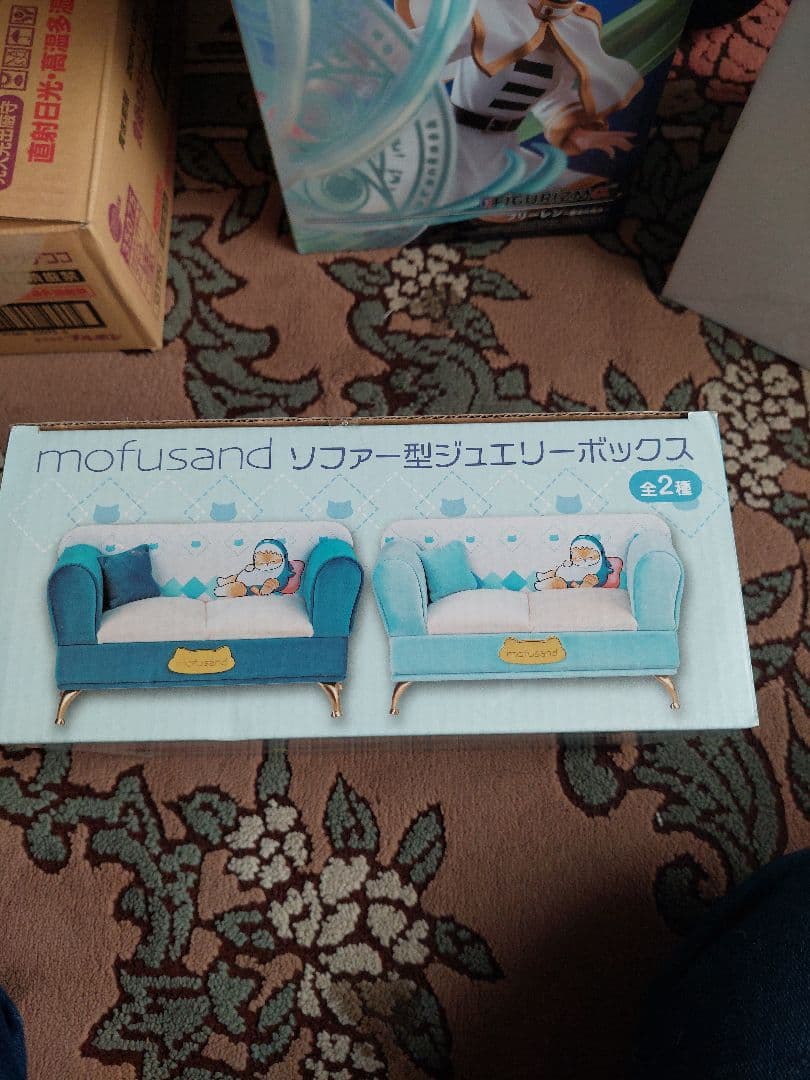 直射日光・高温多湿
FIGURIZM
フリーレン
mofusand ソファー型ジュエリーボックス
全2種
mofusand
mofusand